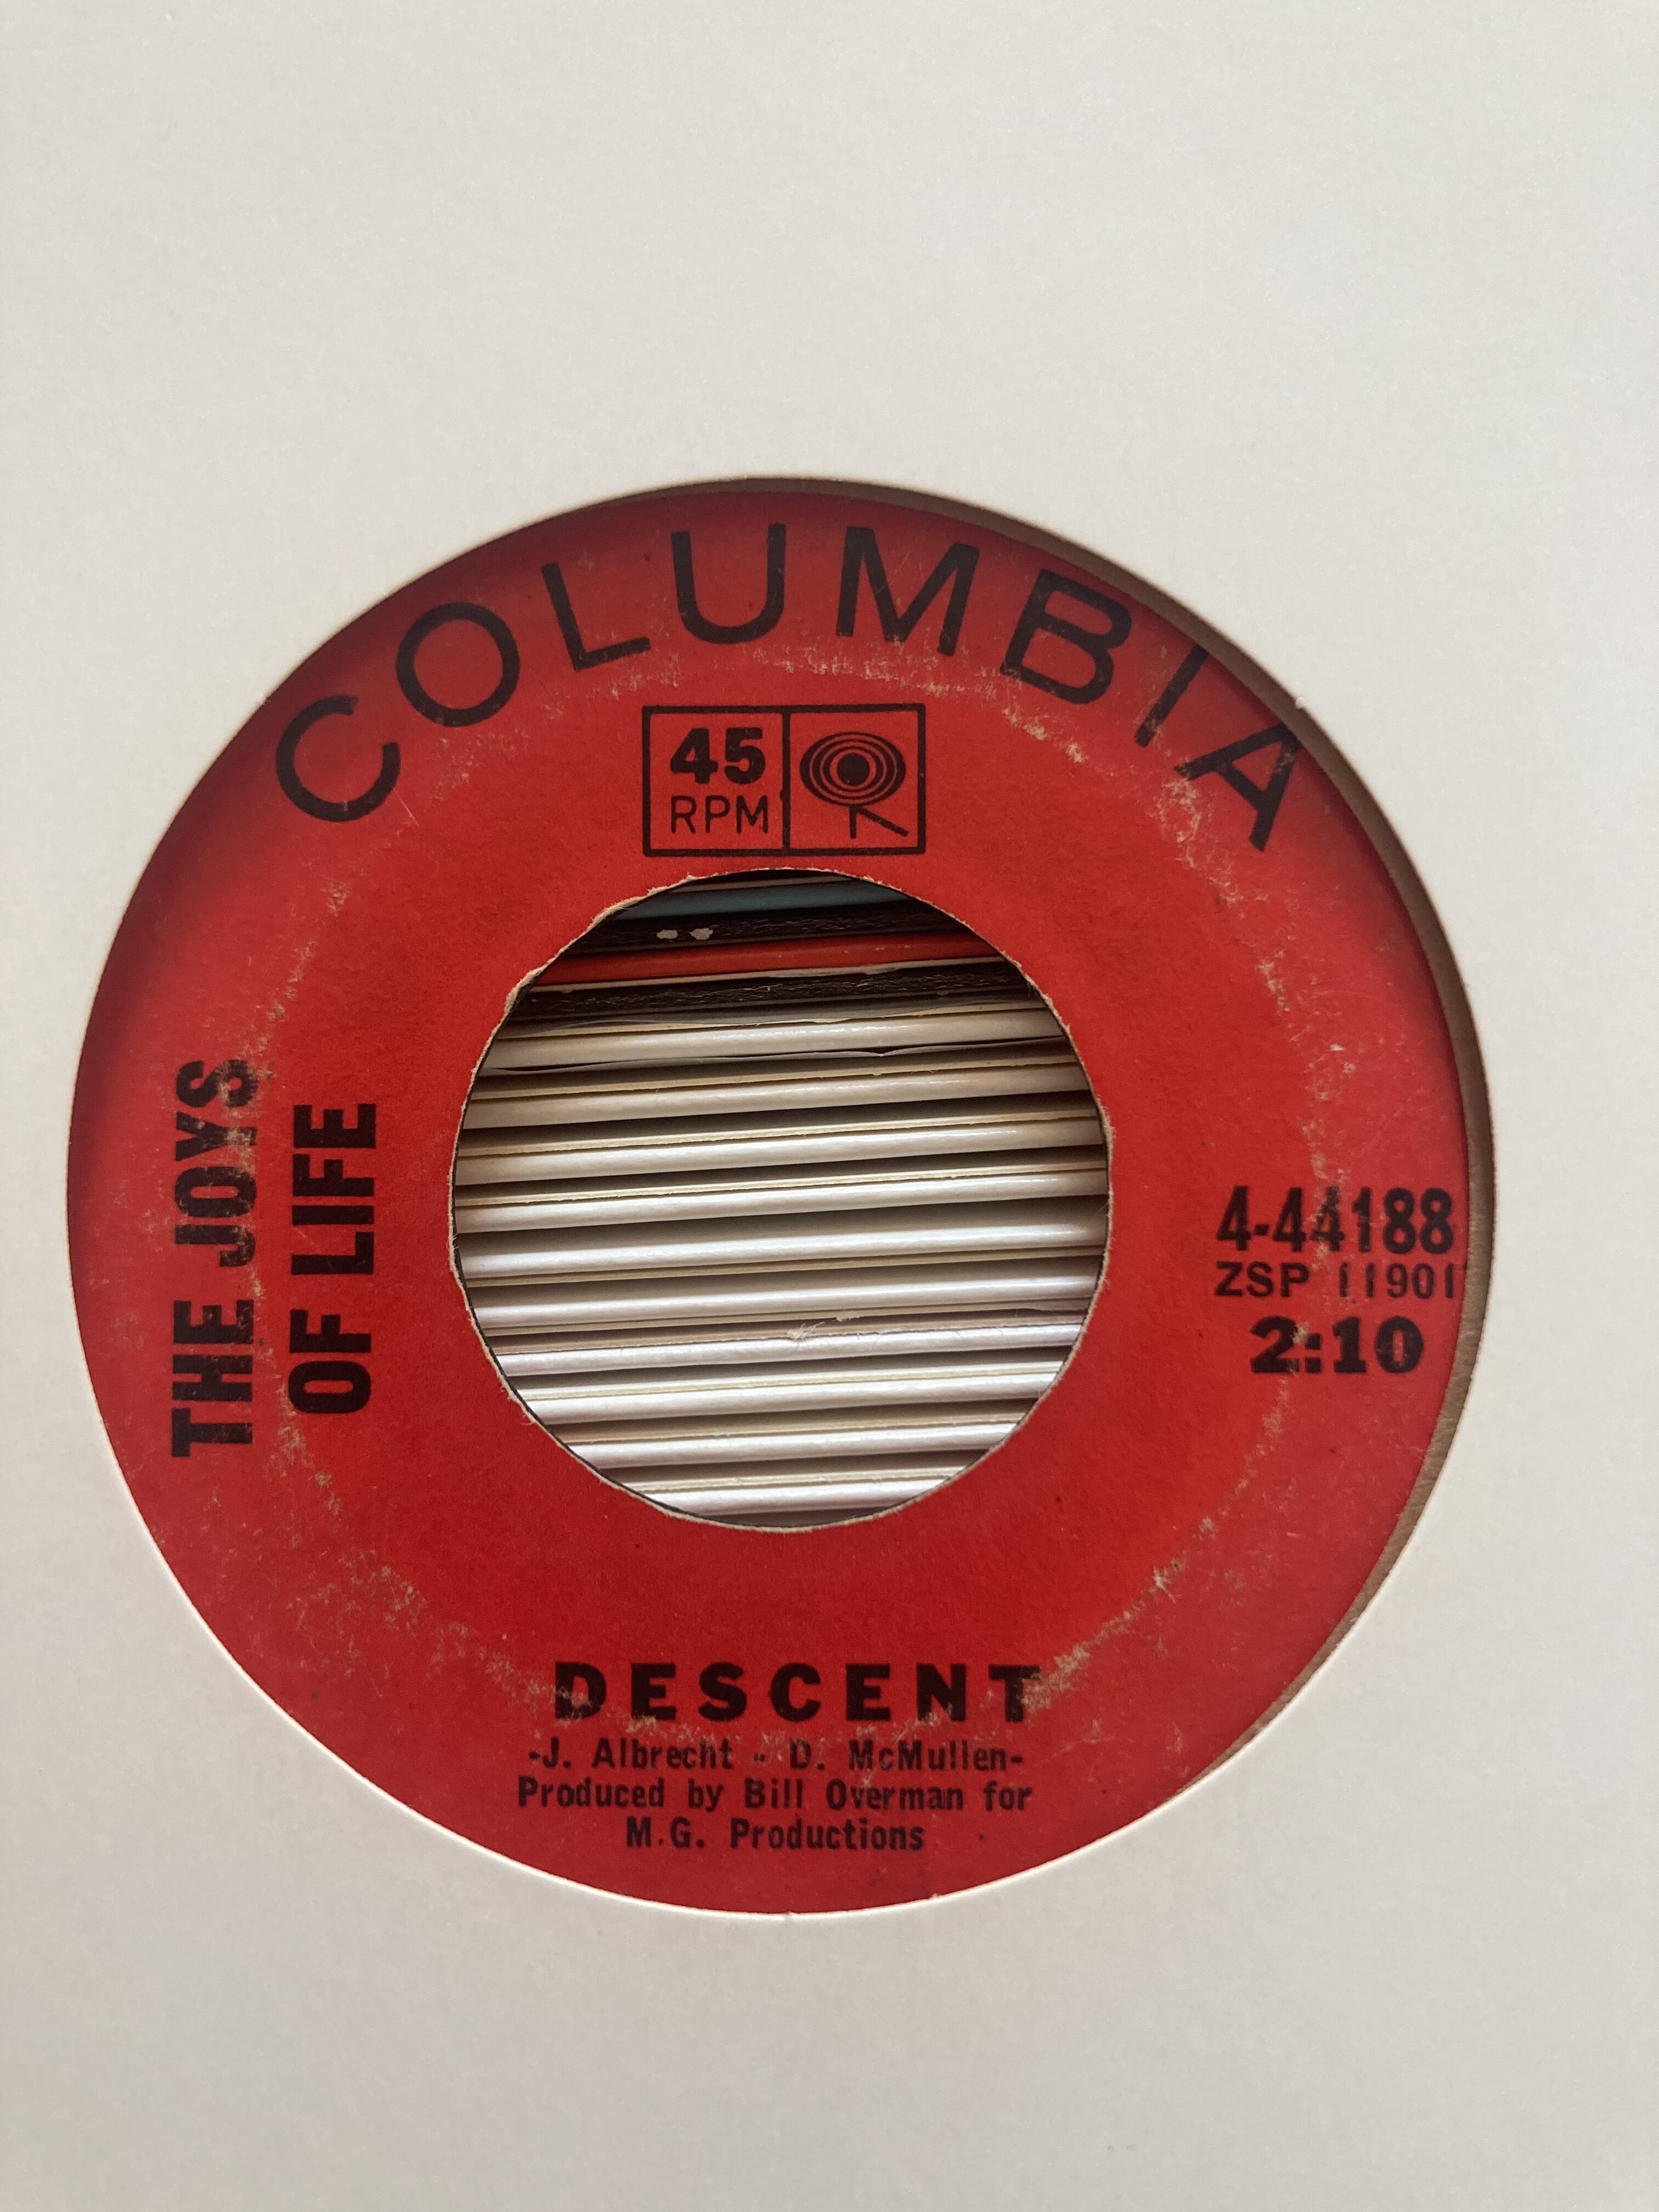 COLUMBIA
45
RPM
THE JOYS
OF LIFE
4-44188
ZSP 11901
2:10
DESCENT
-J. Albrecht - D. McMullen-
Produced by Bill Overman for
M.G. Productions